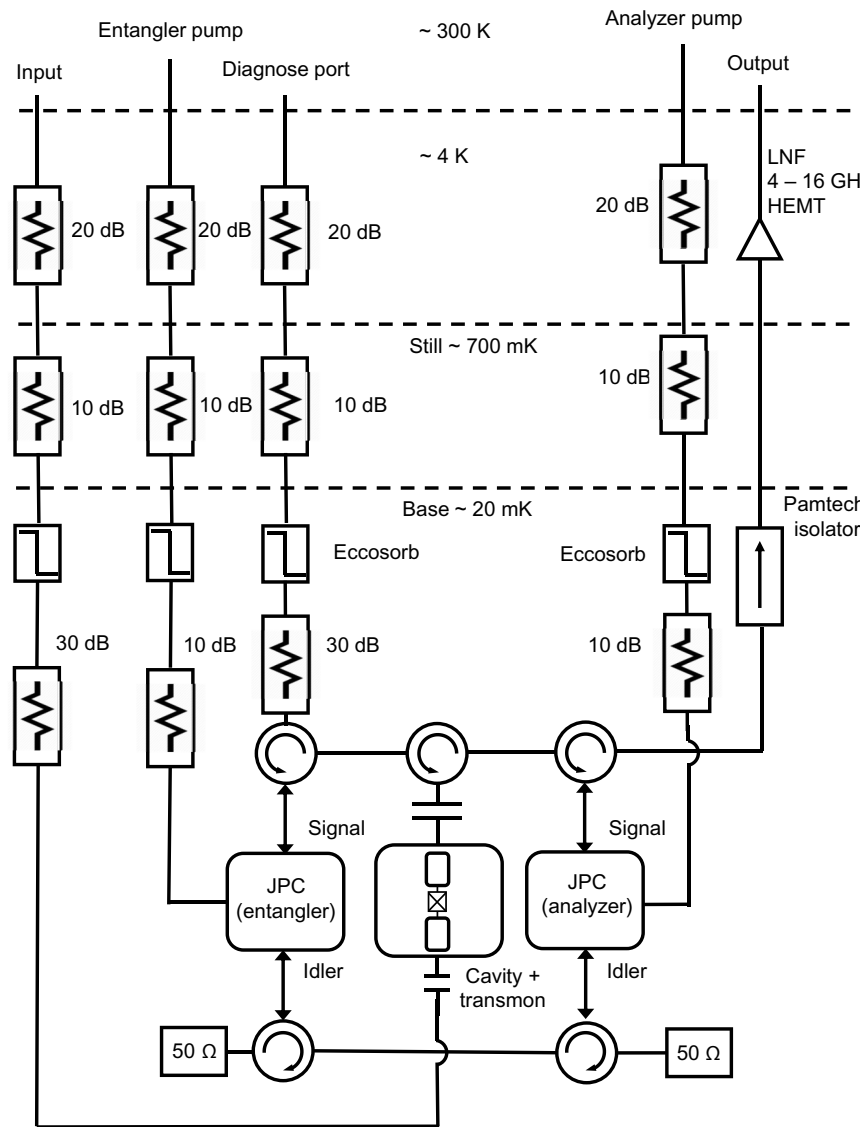 Entangler pump
~ 300 K
Analyzer pump
Input
Diagnose port
Output
~ 4 K
LNF
4 – 16 GH
HEMT
20 dB
20 dB
20 dB
20 dB
Still ~ 700 mK
10 dB
10 dB
10 dB
10 dB
Base ~ 20 mK
Pamtech
isolator
Eccosorb
Eccosorb
30 dB
10 dB
30 dB
10 dB
Signal
Signal
JPC
(entangler)
JPC
(analyzer)
Idler
Cavity +
transmon
Idler
50 Ω
50 Ω